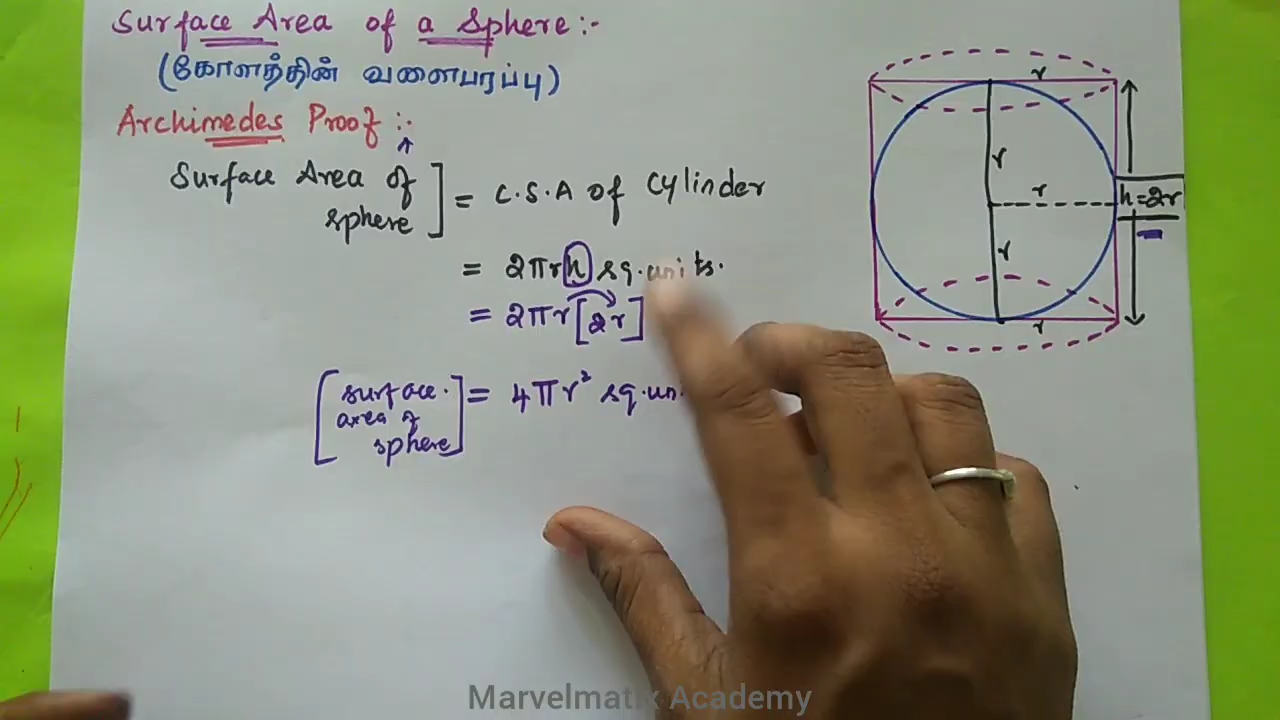 Surface Area of a Sphere:-
(கோளத்தின் வளைபரப்பு)
Archimedes Proof :-
Surface Area of
sphere ] = C.S.A of Cylinder
= 2πrh sq.units.
= 2πr[2r]
[surface.
area of
sphere] = 4πr² sq.un
r
r
r
h=2r
r
r
Marvelmatix Academy